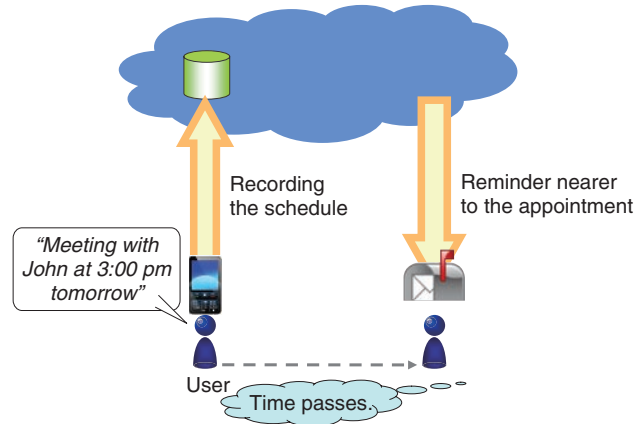 Recording
the schedule
Reminder nearer
to the appointment
“Meeting with
John at 3:00 pm
tomorrow”
User
Time passes.